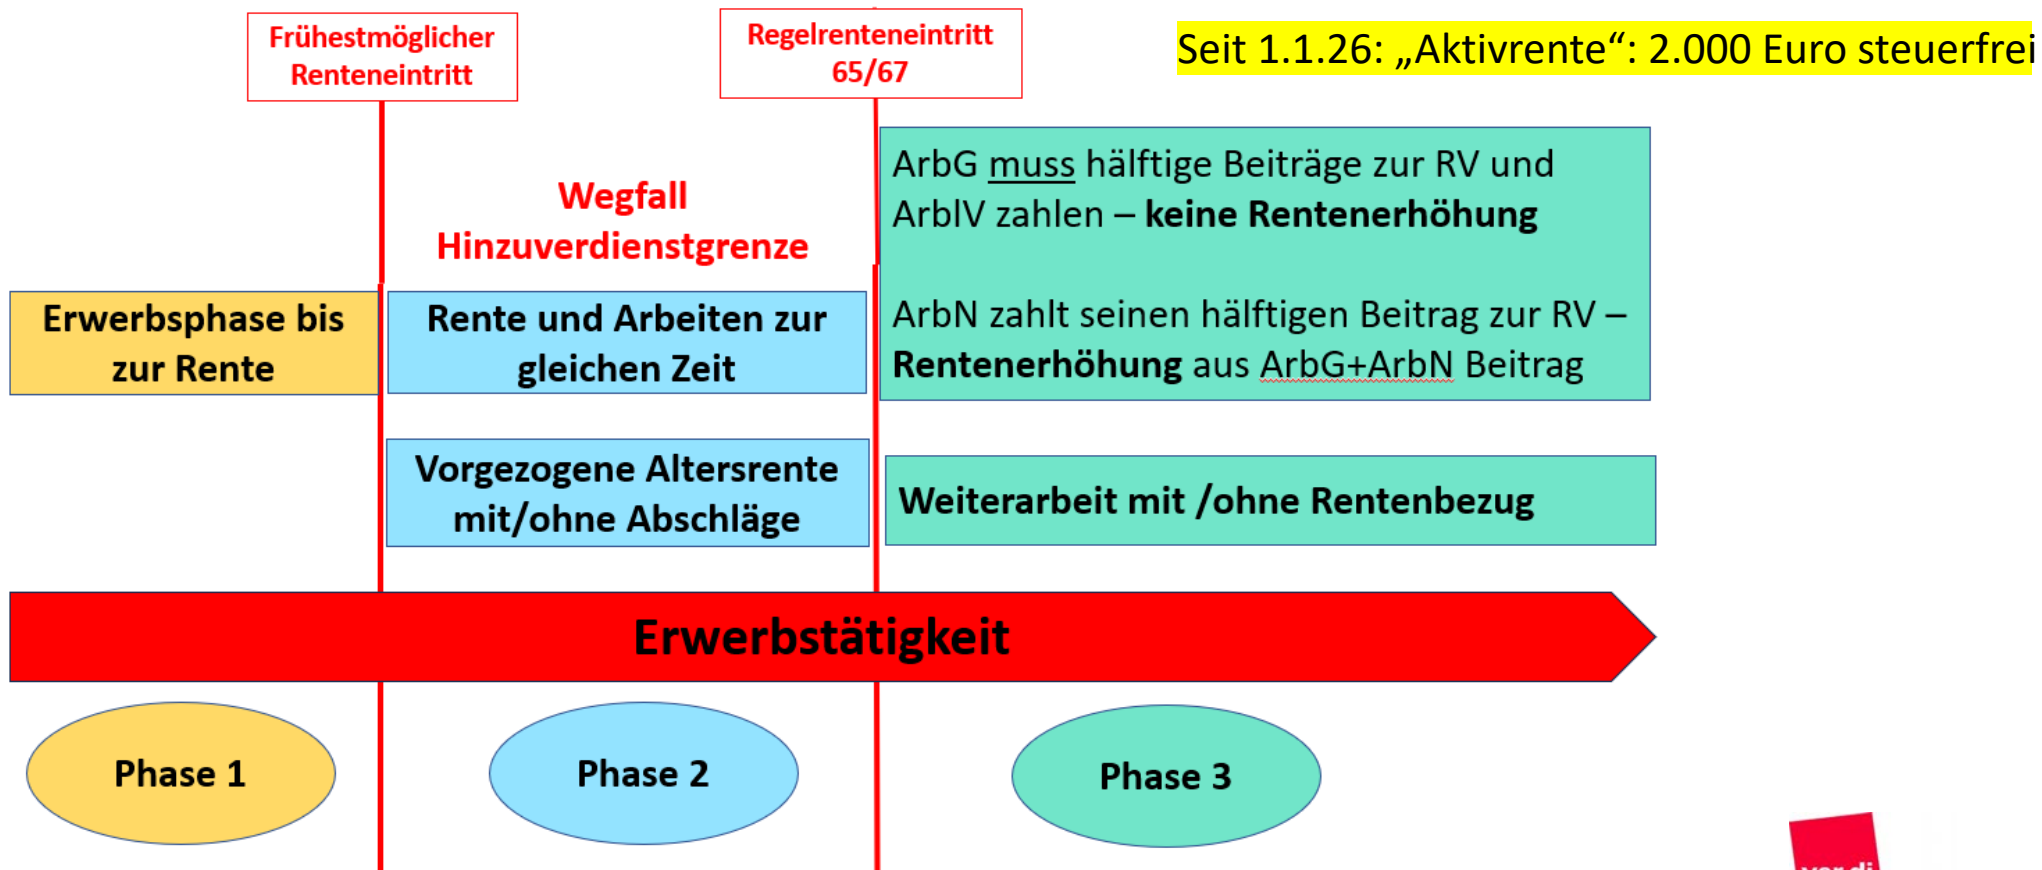 Frühestmöglicher
Renteneintritt
Regelrenteneintritt
65/67
Seit 1.1.26: „Aktivrente“: 2.000 Euro steuerfrei
Wegfall
Hinzuverdienstgrenze
ArbG muss hälftige Beiträge zur RV und
ArblV zahlen – keine Rentenerhöhung
ArbN zahlt seinen hälftigen Beitrag zur RV –
Rentenerhöhung aus ArbG+ArbN Beitrag
Erwerbsphase bis
zur Rente
Rente und Arbeiten zur
gleichen Zeit
Vorgezogene Altersrente
mit/ohne Abschläge
Weiterarbeit mit /ohne Rentenbezug
Erwerbstätigkeit
Phase 1
Phase 2
Phase 3